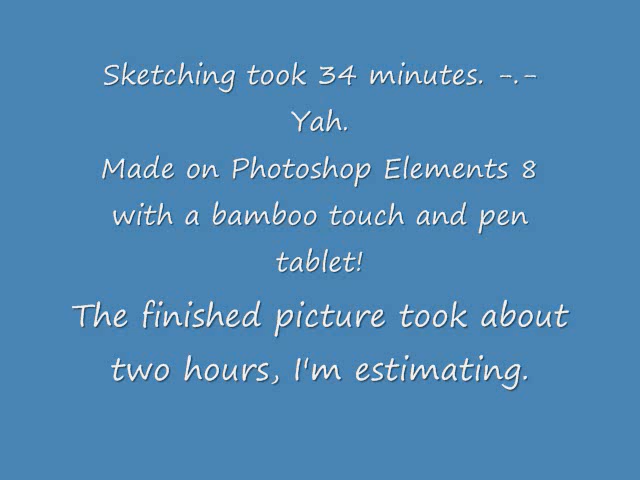 Sketching took 34 minutes. -.-
Yah.
Made on Photoshop Elements 8
with a bamboo touch and pen
tablet!
The finished picture took about
two hours, I'm estimating.